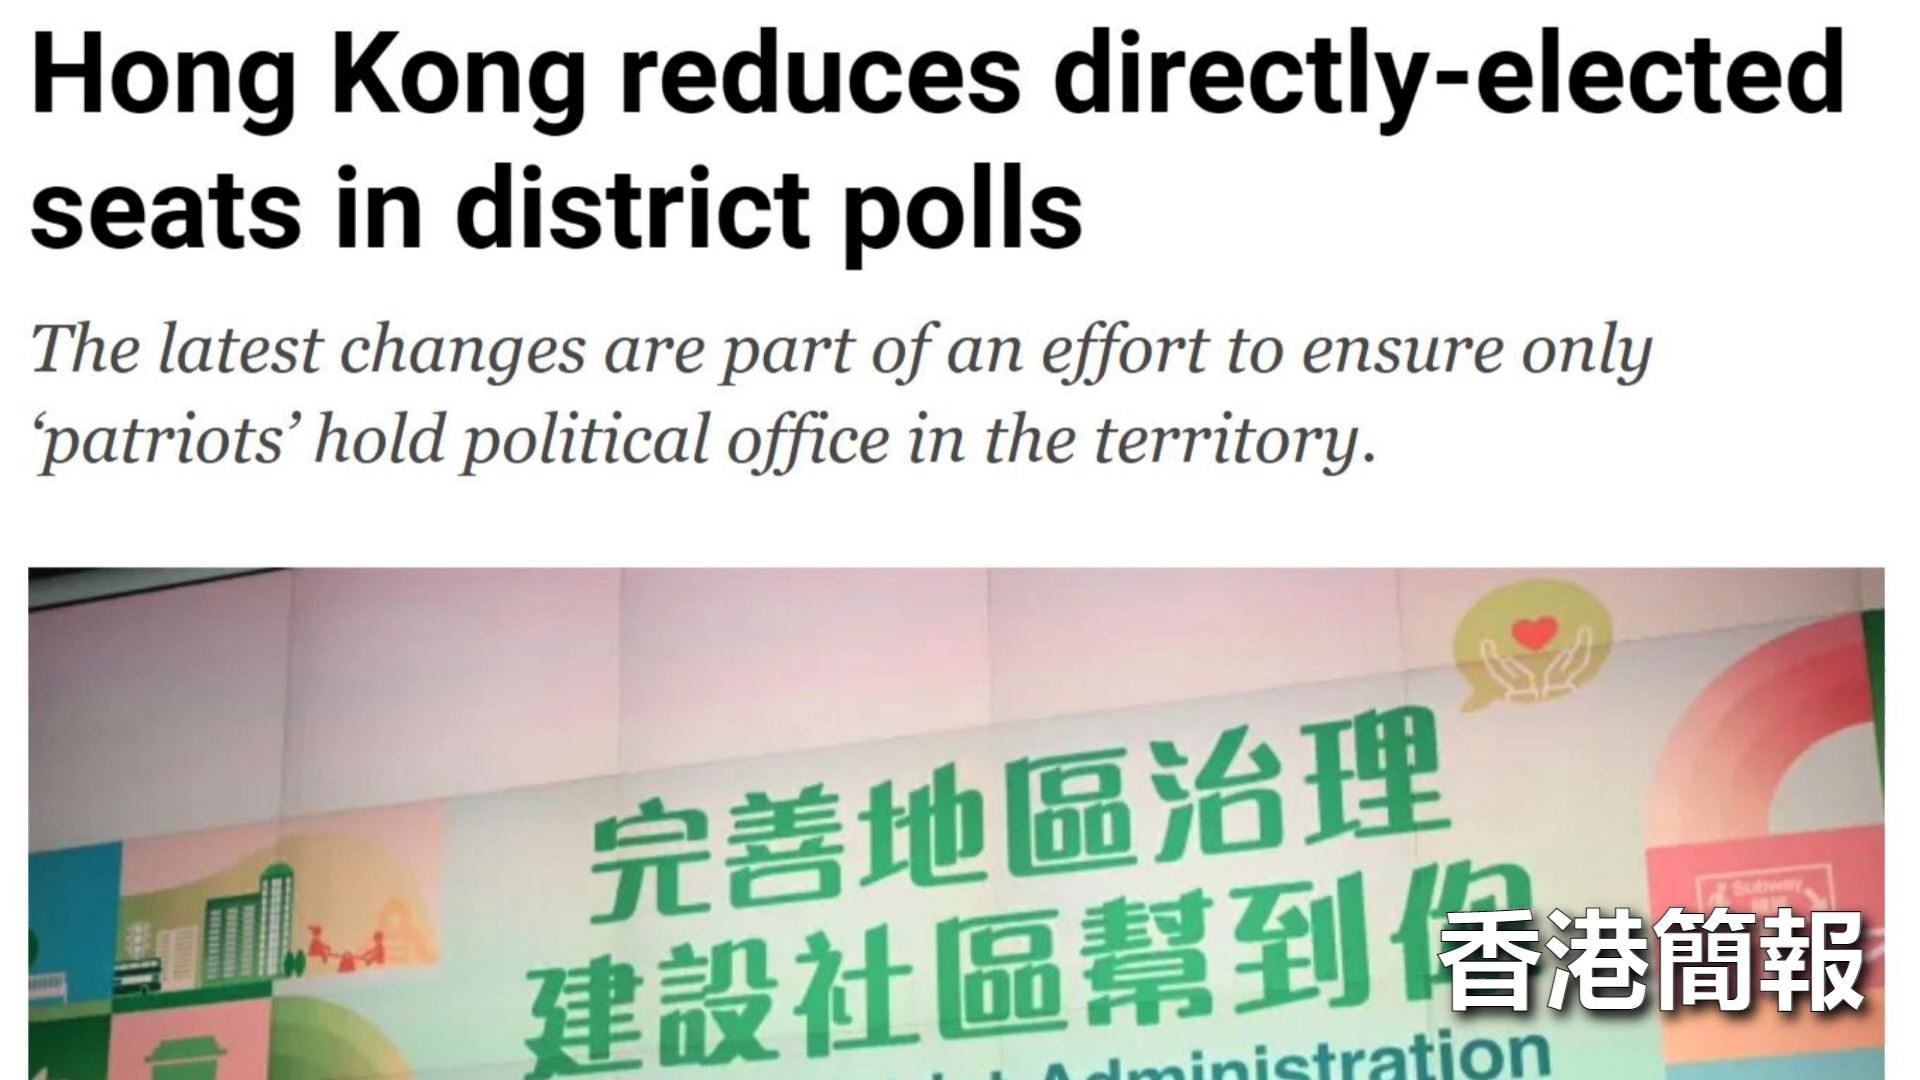 Hong Kong reduces directly-elected
seats in district polls
The latest changes are part of an effort to ensure only
‘patriots’ hold political office in the territory.
完善地區治理
建設社區幫到你
Subway
Administration
香港簡報